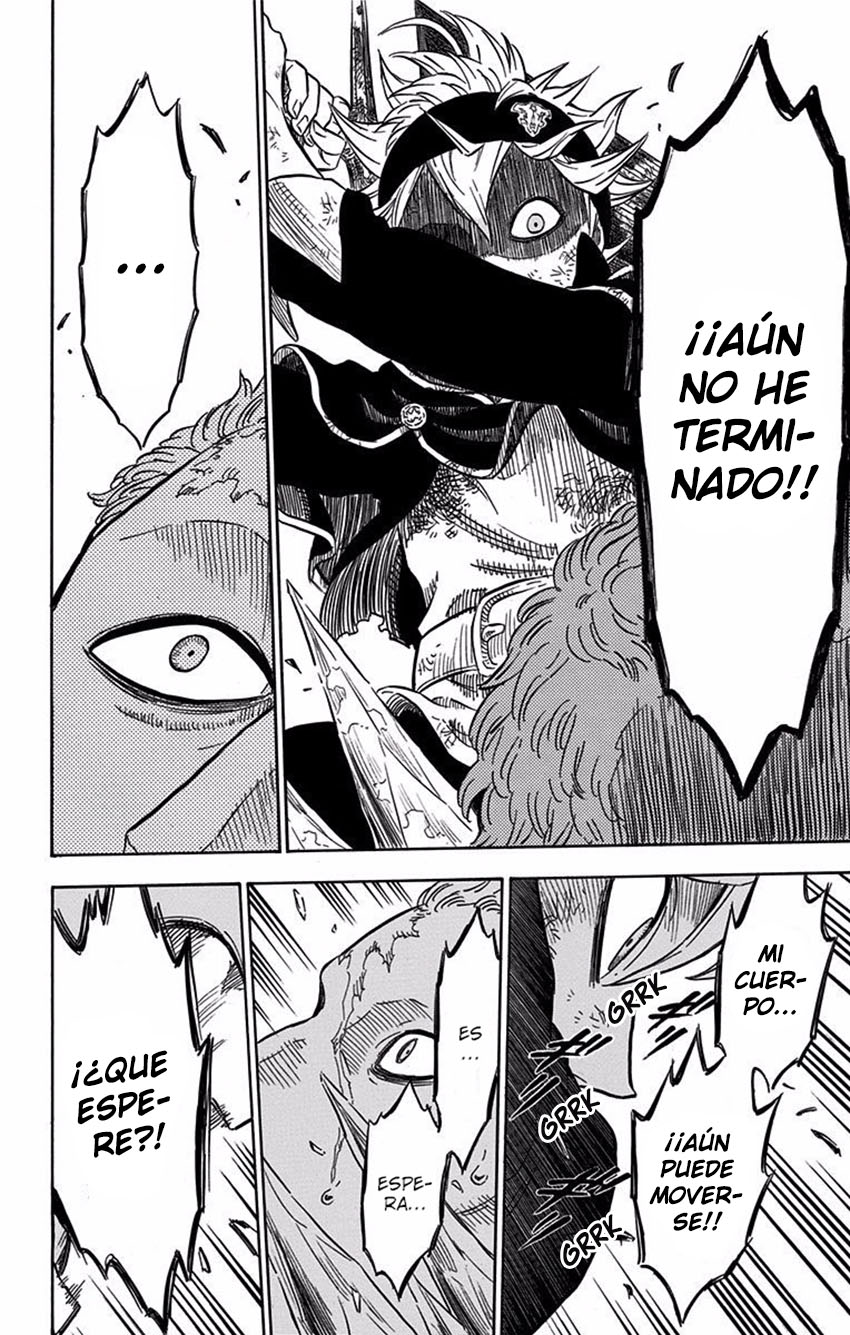 ¡¡AÚN
NO HE
TERMI-
NADO!!
...
MI
CUER-
PO...
GRRK
GRRK
¡¡AÚN
PUEDE
MOVER-
SE!!
GRRK
ES
...
ESPE-
RA...
¡¿QUE
ESPE-
RE?!